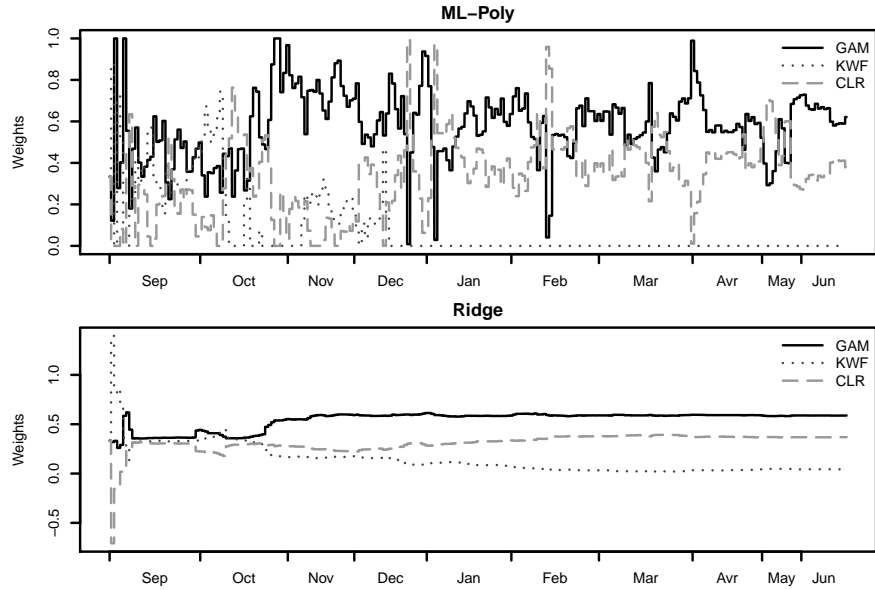 ML−Poly
Weights
1.0
0.8
0.6
0.4
0.2
0.0
GAM
KWF
CLR
Sep Oct Nov Dec Jan Feb Mar Avr May Jun
Ridge
Weights
1.0
0.5
0.0
−0.5
GAM
KWF
CLR
Sep Oct Nov Dec Jan Feb Mar Avr May Jun